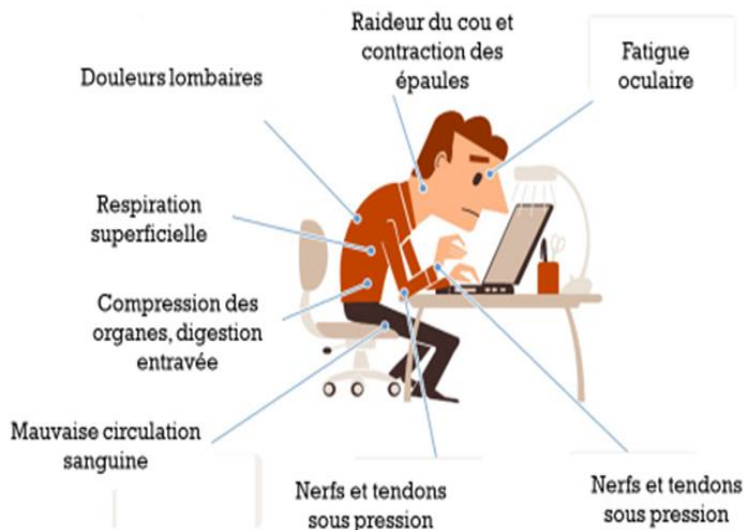 Raideur du cou et
contraction des
épaules
Fatigue
oculaire
Douleurs lombaires
Respiration
superficielle
Compression des
organes, digestion
entravée
Mauvaise circulation
sanguine
Nerfs et tendons
sous pression
Nerfs et tendons
sous pression